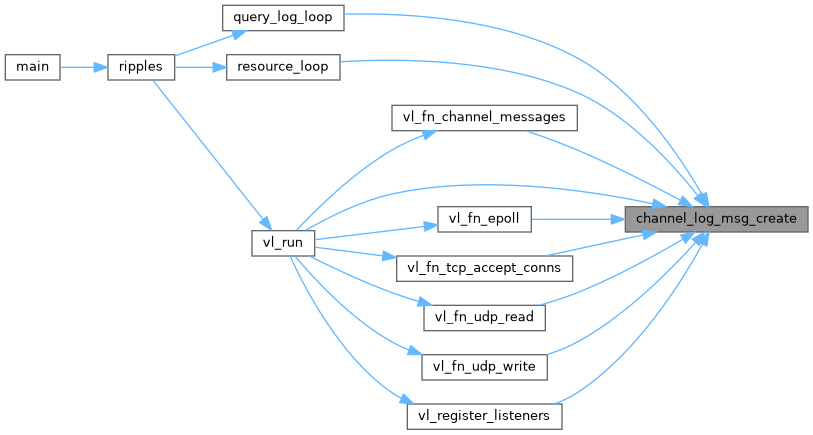 query_log_loop
main
ripples
resource_loop
vl_fn_channel_messages
vl_fn_epoll
channel_log_msg_create
vl_run
vl_fn_tcp_accept_conns
vl_fn_udp_read
vl_fn_udp_write
vl_register_listeners